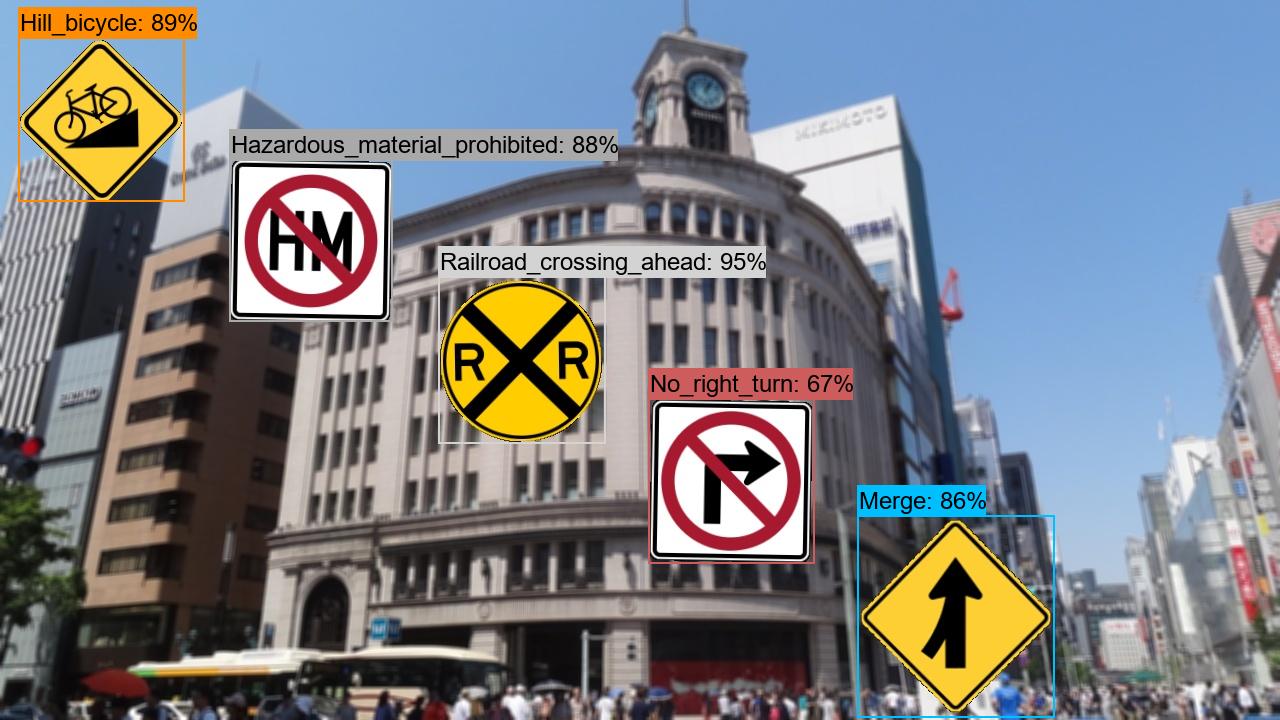 Hill_bicycle: 89%
Hazardous_material_prohibited: 88%
HM
MIKIMOTO
Railroad_crossing_ahead: 95%
R R
No_right_turn: 67%
Merge: 86%